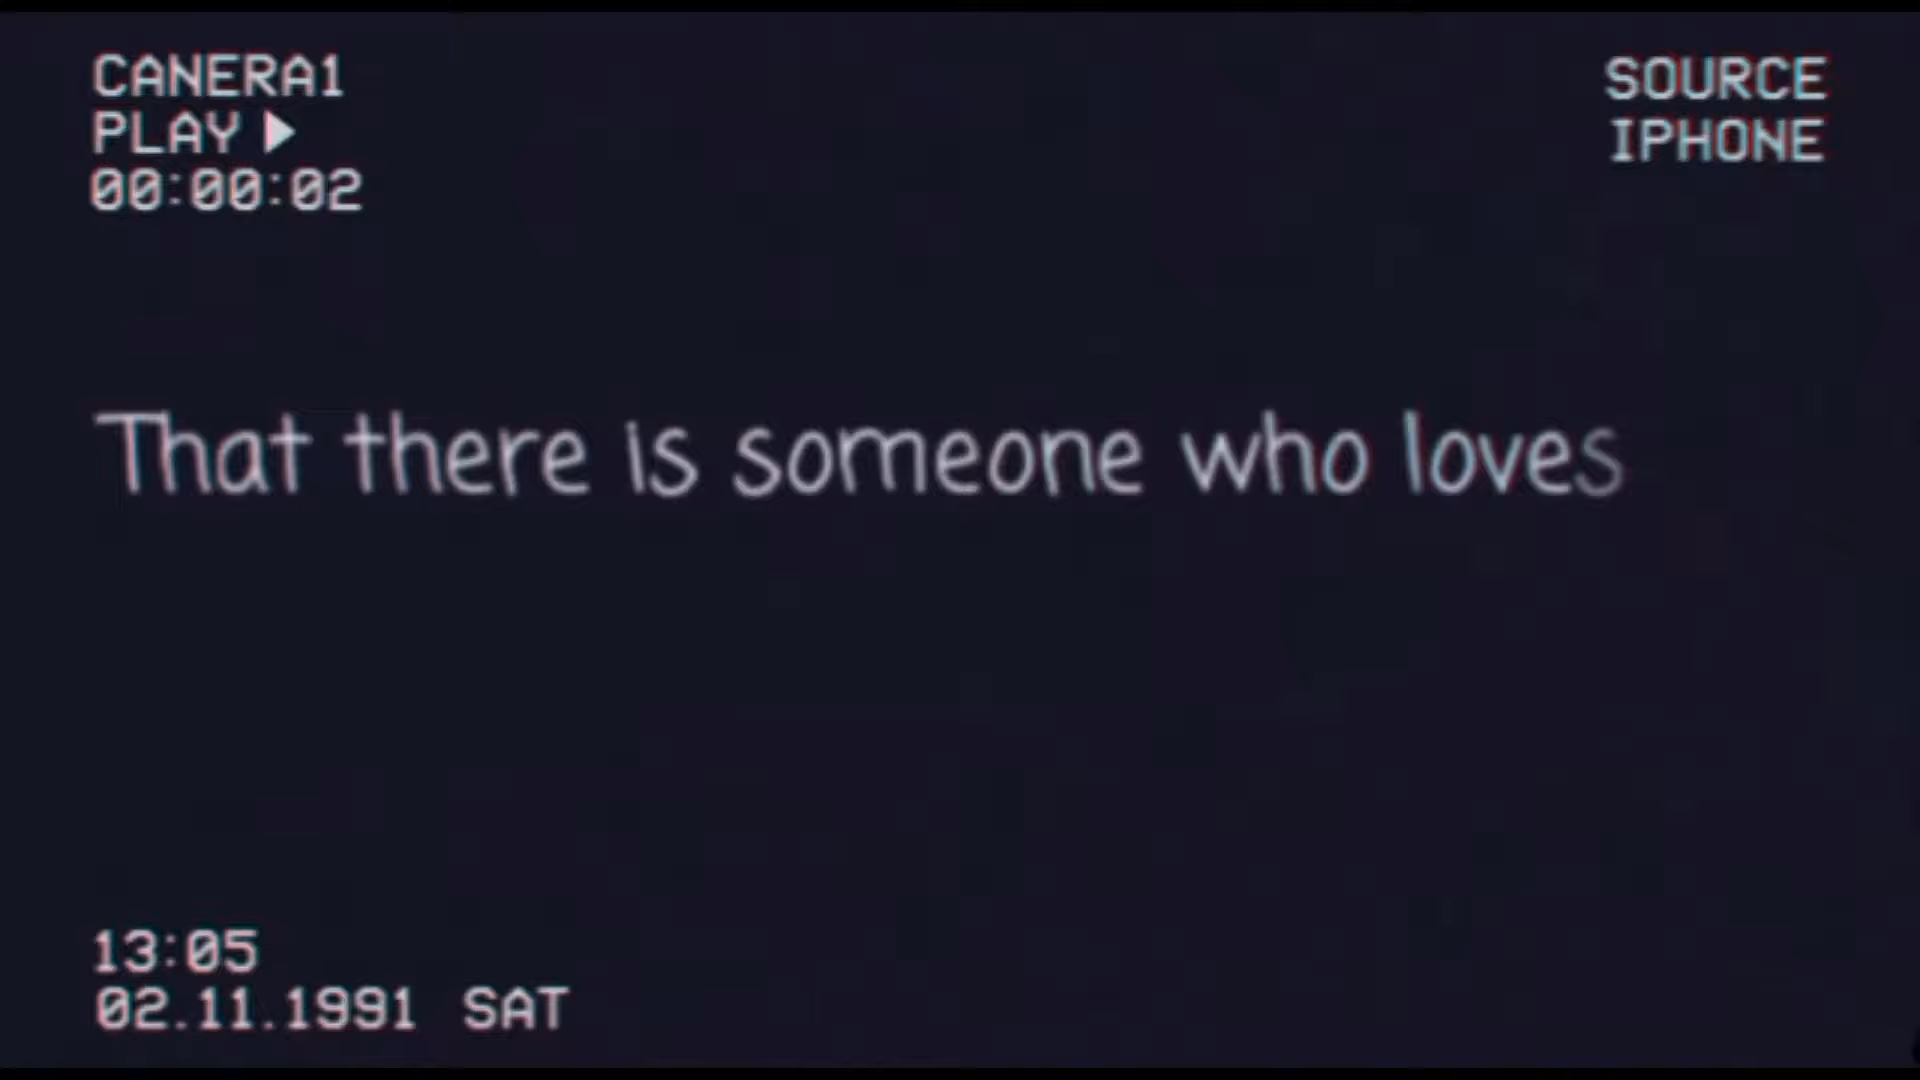 CANERA1
PLAY
00:00:02
SOURCE
IPHONE
That there is someone who loves
13:05
02.11.1991 SAT